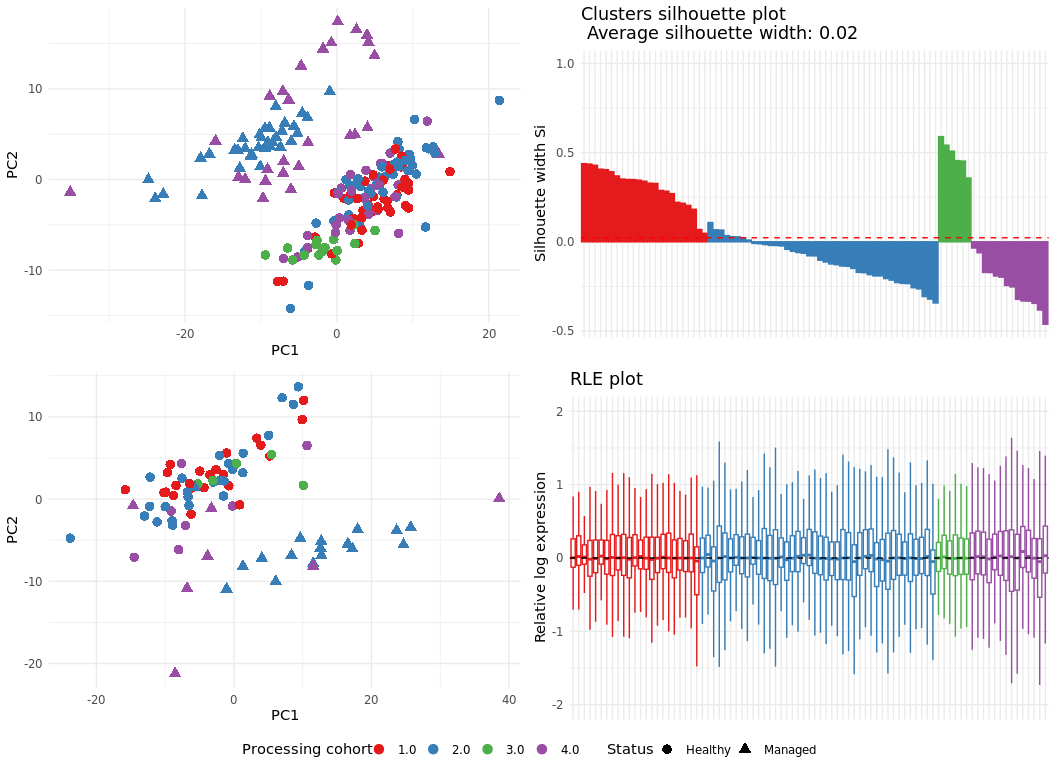 PC2
10
0
-10
-20
0
20
PC1
Clusters silhouette plot
Average silhouette width: 0.02
Silhouette width Si
1.0
0.5
0.0
-0.5
PC2
10
0
-10
-20
-20
0
20
40
PC1
RLE plot
Relative log expression
2
1
0
-1
-2
Processing cohort 1.0 2.0 3.0 4.0 Status Healthy Managed